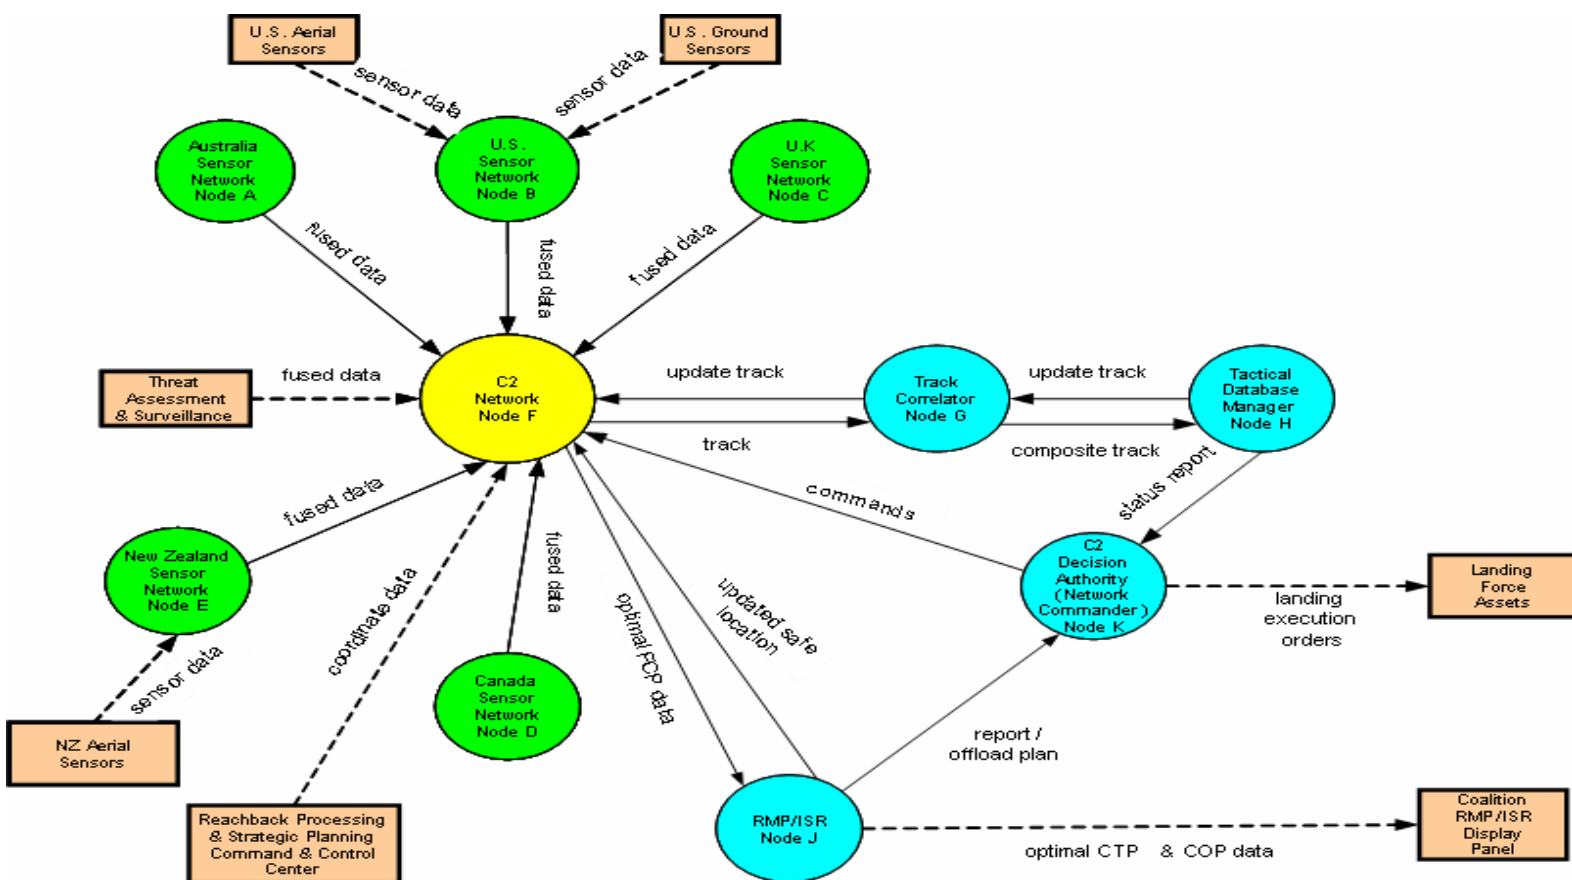 U.S. Aerial
Sensors
U.S. Ground
Sensors
sensor data
sensor data
Australia
Sensor
Network
Node A
U.S.
Sensor
Network
Node B
U.K
Sensor
Network
Node C
fused data
fused data
fused data
Threat
Assessment
& Surveillance
fused data
C2
Network
Node F
update track
track
Track
Correlator
Node G
update track
composite track
Tactical
Database
Manager
Node H
status report
commands
C2
Decision
Authority
(Network
Commander)
Node K
landing
execution
orders
Landing
Force
Assets
New Zealand
Sensor
Network
Node E
fused data
sensor data
NZ Aerial
Sensors
coordinate data
Reachback Processing
& Strategic Planning
Command & Control
Center
fused data
Canada
Sensor
Network
Node D
optimal FCP data
updated safe
location
report /
offload plan
RMP/ISR
Node J
optimal CTP & COP data
Coalition
RMP/ISR
Display
Panel